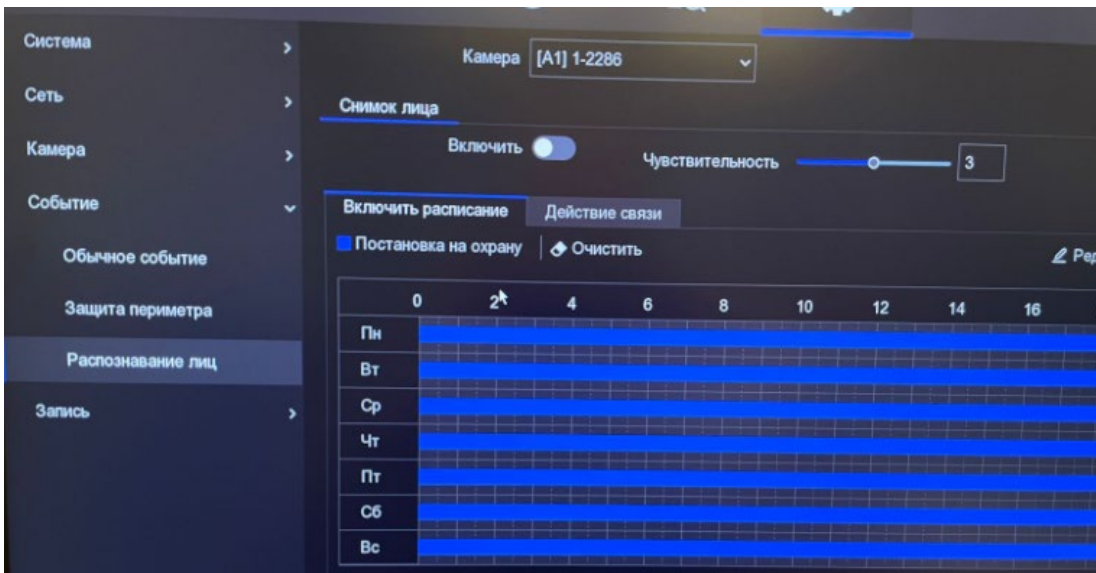 Система
Камера [A1] 1-2286
Сеть
Снимок лица
Камера
Включить Чувствительность 3
Событие
Включить расписание Действие связи
Обычное событие
Постановка на охрану Очистить
Защита периметра
0 2 4 6 8 10 12 14 16
Распознавание лиц
Пн
Вт
Запись
Ср
Чт
Пт
Сб
Вс